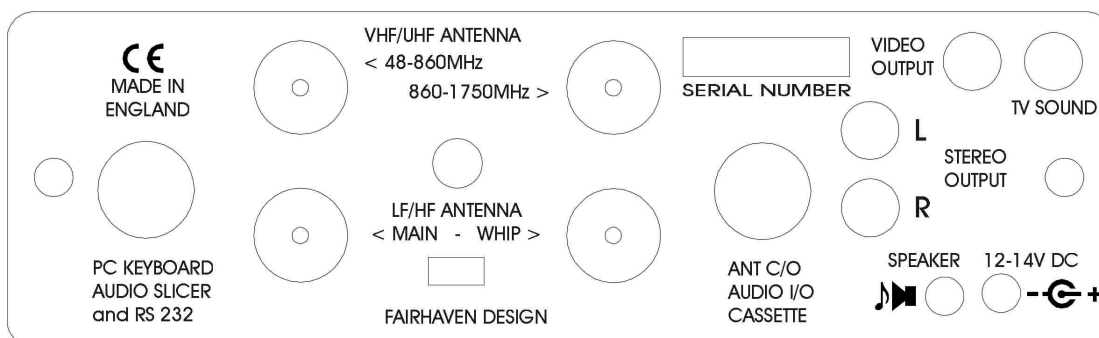 CE
MADE IN
ENGLAND
PC KEYBOARD
AUDIO SLICER
and RS 232
VHF/UHF ANTENNA
< 48-860MHz
860-1750MHz >
LF/HF ANTENNA
< MAIN - WHIP >
FAIRHAVEN DESIGN
SERIAL NUMBER
ANT C/O
AUDIO I/O
CASSETTE
VIDEO
OUTPUT
TV SOUND
L
R
STEREO
OUTPUT
SPEAKER
12-14V DC
- +